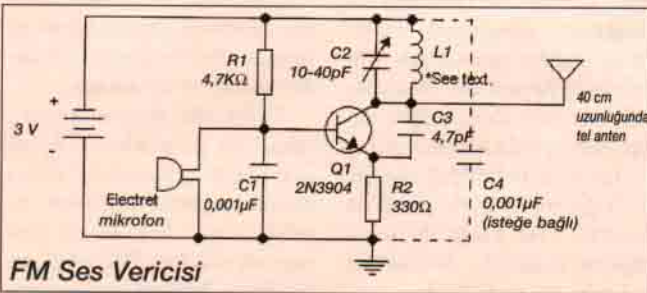 R1
4,7KΩ
C2
10-40pF
L1
*See text.
+
3 V
-
40 cm
uzunluğunda
tel anten
C3
4,7pF
Q1
2N3904
Electret
mikrofon
C1
0,001µF
R2
330Ω
C4
0,001µF
(isteğe bağlı)
FM Ses Vericisi